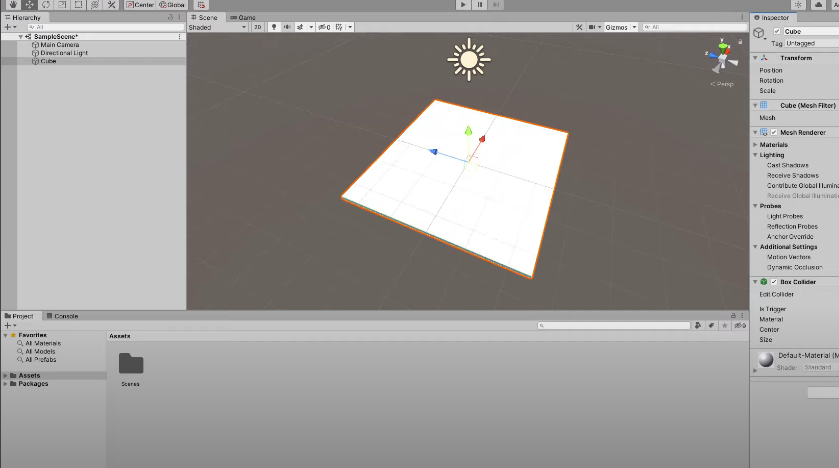 Center Global
Hierarchy
All
SampleScene*
Main Camera
Directional Light
Cube
Scene Game
Shaded 2D 0 Gizmos All
y
z
Persp
Inspector
Cube
Tag Untagged
Transform
Position
Rotation
Scale
Cube (Mesh Filter)
Mesh
Mesh Renderer
Materials
Lighting
Cast Shadows
Receive Shadows
Contribute Global Illumina
Receive Global Illuminatio
Probes
Light Probes
Reflection Probes
Anchor Override
Additional Settings
Motion Vectors
Dynamic Occlusion
Box Collider
Edit Collider
Is Trigger
Material
Center
Size
Default-Material (M
Shader Standard
Project Console
Favorites
All Materials
All Models
All Prefabs
Assets
Packages
Assets
Scenes